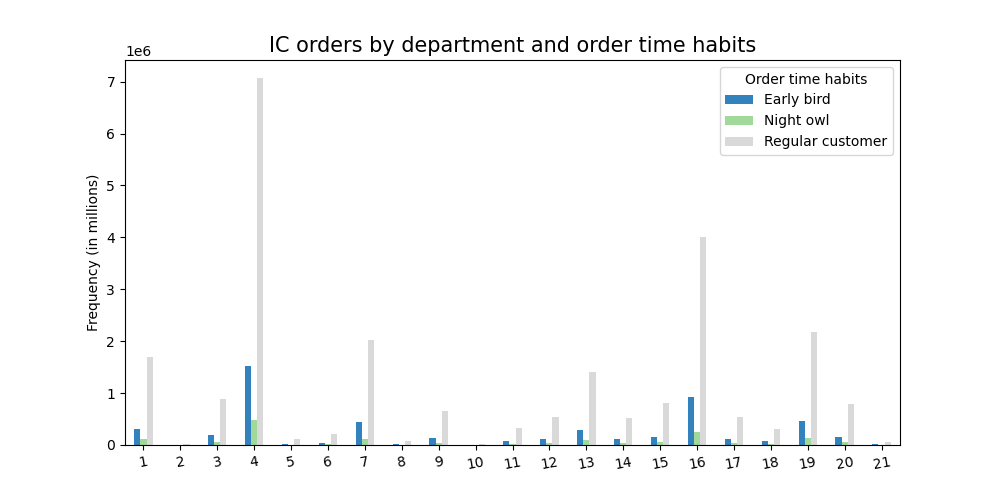 IC orders by department and order time habits
1e6
Order time habits
Early bird
Night owl
Regular customer
Frequency (in millions)
7
6
5
4
3
2
1
0
1 2 3 4 5 6 7 8 9 10 11 12 13 14 15 16 17 18 19 20 21